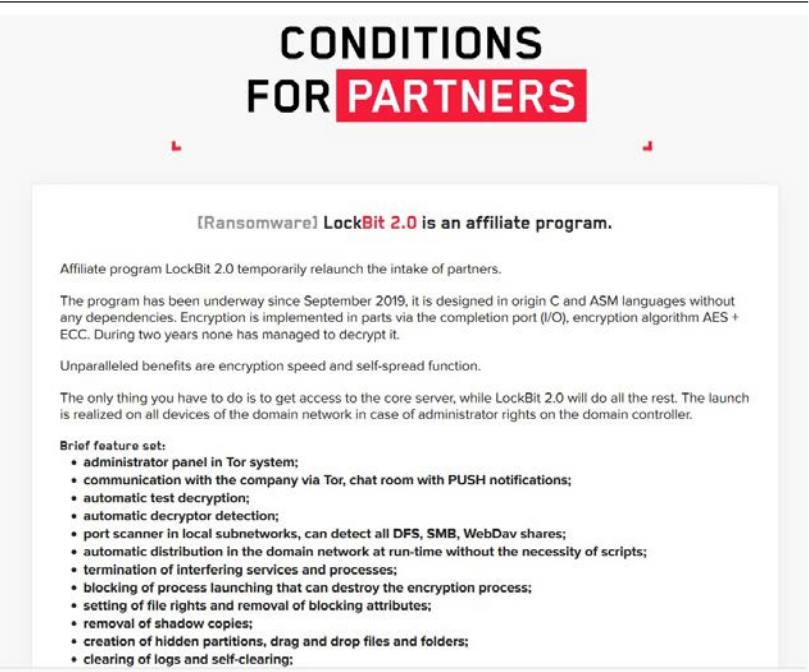 CONDITIONS
FOR PARTNERS
[Ransomware] LockBit 2.0 is an affiliate program.
Affiliate program LockBit 2.0 temporarily relaunch the intake of partners.
The program has been underway since September 2019, it is designed in origin C and ASM languages without
any dependencies. Encryption is implemented in parts via the completion port (I/O), encryption algorithm AES +
ECC. During two years none has managed to decrypt it.
Unparalleled benefits are encryption speed and self-spread function.
The only thing you have to do is to get access to the core server, while LockBit 2.0 will do all the rest. The launch
is realized on all devices of the domain network in case of administrator rights on the domain controller.
Brief feature set:
• administrator panel in Tor system;
• communication with the company via Tor, chat room with PUSH notifications;
• automatic test decryption;
• automatic decryptor detection;
• port scanner in local subnetworks, can detect all DFS, SMB, WebDav shares;
• automatic distribution in the domain network at run-time without the necessity of scripts;
• termination of interfering services and processes;
• blocking of process launching that can destroy the encryption process;
• setting of file rights and removal of blocking attributes;
• removal of shadow copies;
• creation of hidden partitions, drag and drop files and folders;
• clearing of logs and self-clearing;